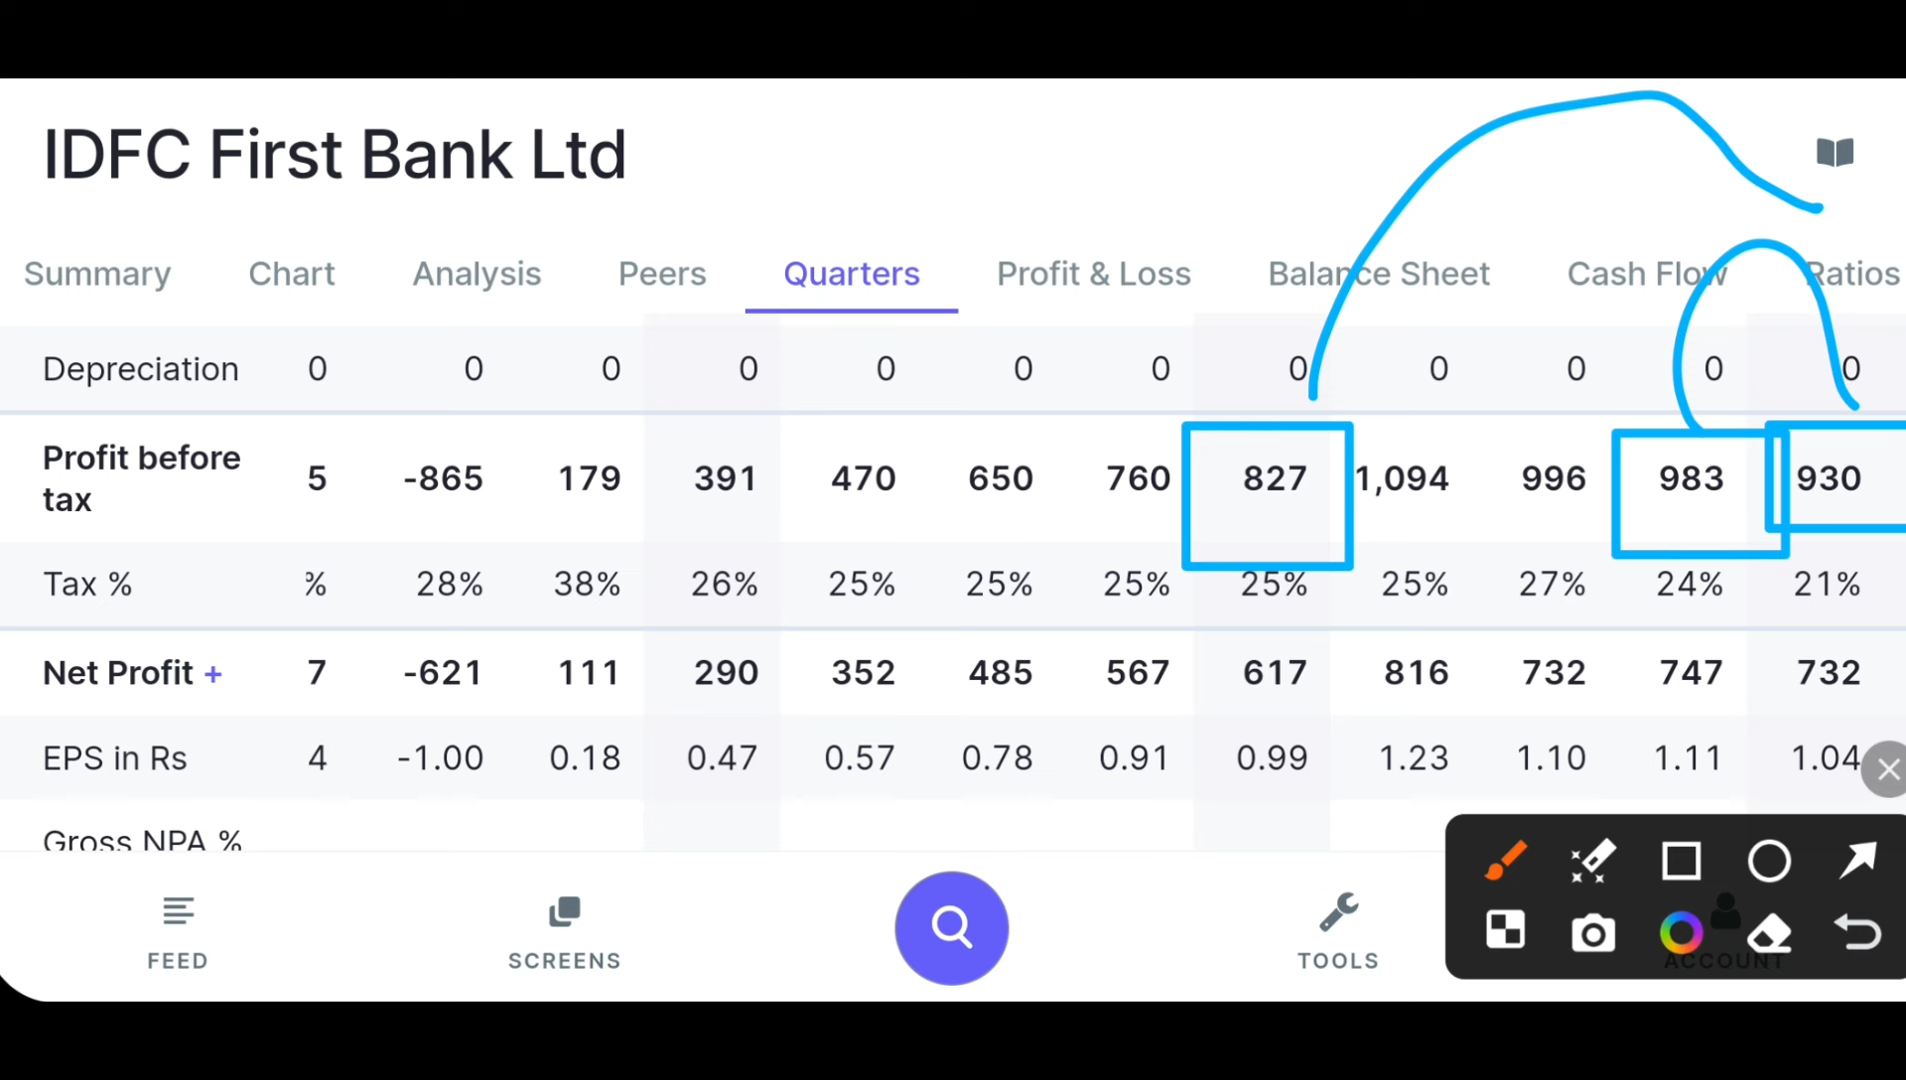 IDFC First Bank Ltd
Summary Chart Analysis Peers Quarters Profit & Loss Balance Sheet Cash Flow Ratios
Depreciation 0 0 0 0 0 0 0 0 0 0 0 0
Profit before tax 5 -865 179 391 470 650 760 827 1,094 996 983 930
Tax % % 28% 38% 26% 25% 25% 25% 25% 25% 27% 24% 21%
Net Profit + 7 -621 111 290 352 485 567 617 816 732 747 732
EPS in Rs 4 -1.00 0.18 0.47 0.57 0.78 0.91 0.99 1.23 1.10 1.11 1.04
Gross NPA %
FEED SCREENS TOOLS ACCOUNT